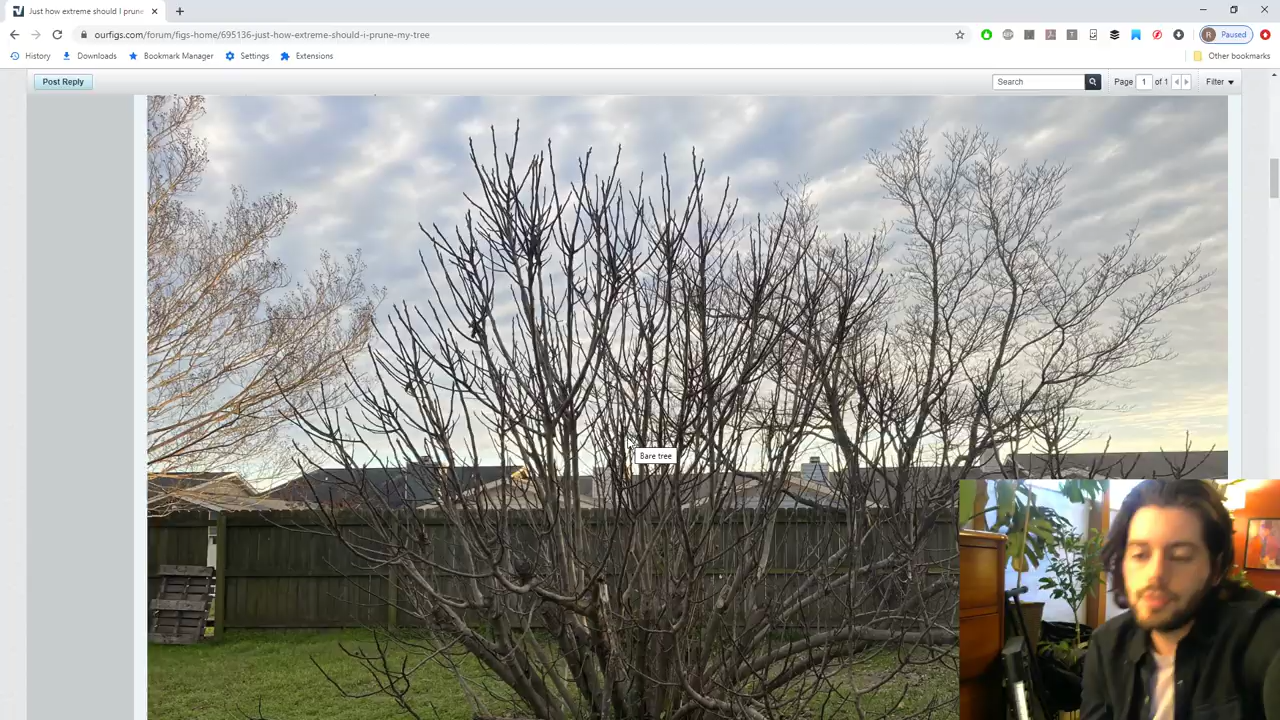 Just how extreme should I prune
ourfigs.com/forum/figs-home/695136-just-how-extreme-should-i-prune-my-tree
R Paused
History Downloads Bookmark Manager Settings Extensions Other bookmarks
Post Reply Search Page 1 of 1 Filter
Bare tree